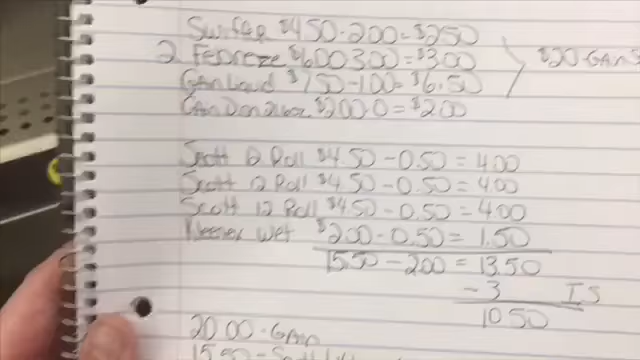 Swiffer $4.50-2.00=$2.50
2 Febreze $6.00 3.00=$3.00
Gain Liquid $7.50-1.00=$6.50
$2.00-0=$2.00
$20-GAIN
Scott 12 Roll $4.50-0.50=4.00
Scott 12 Roll $4.50-0.50=4.00
Scott 12 Roll $4.50-0.50=4.00
Kleenex Wet $2.00-0.50=1.50
15.50-2.00=13.50
-3 IS
10.50
20.00-GAIN
15.50-Scott